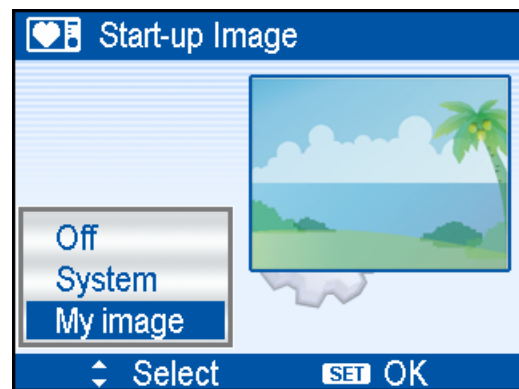 Start-up Image
Off
System
My image
Select SET OK